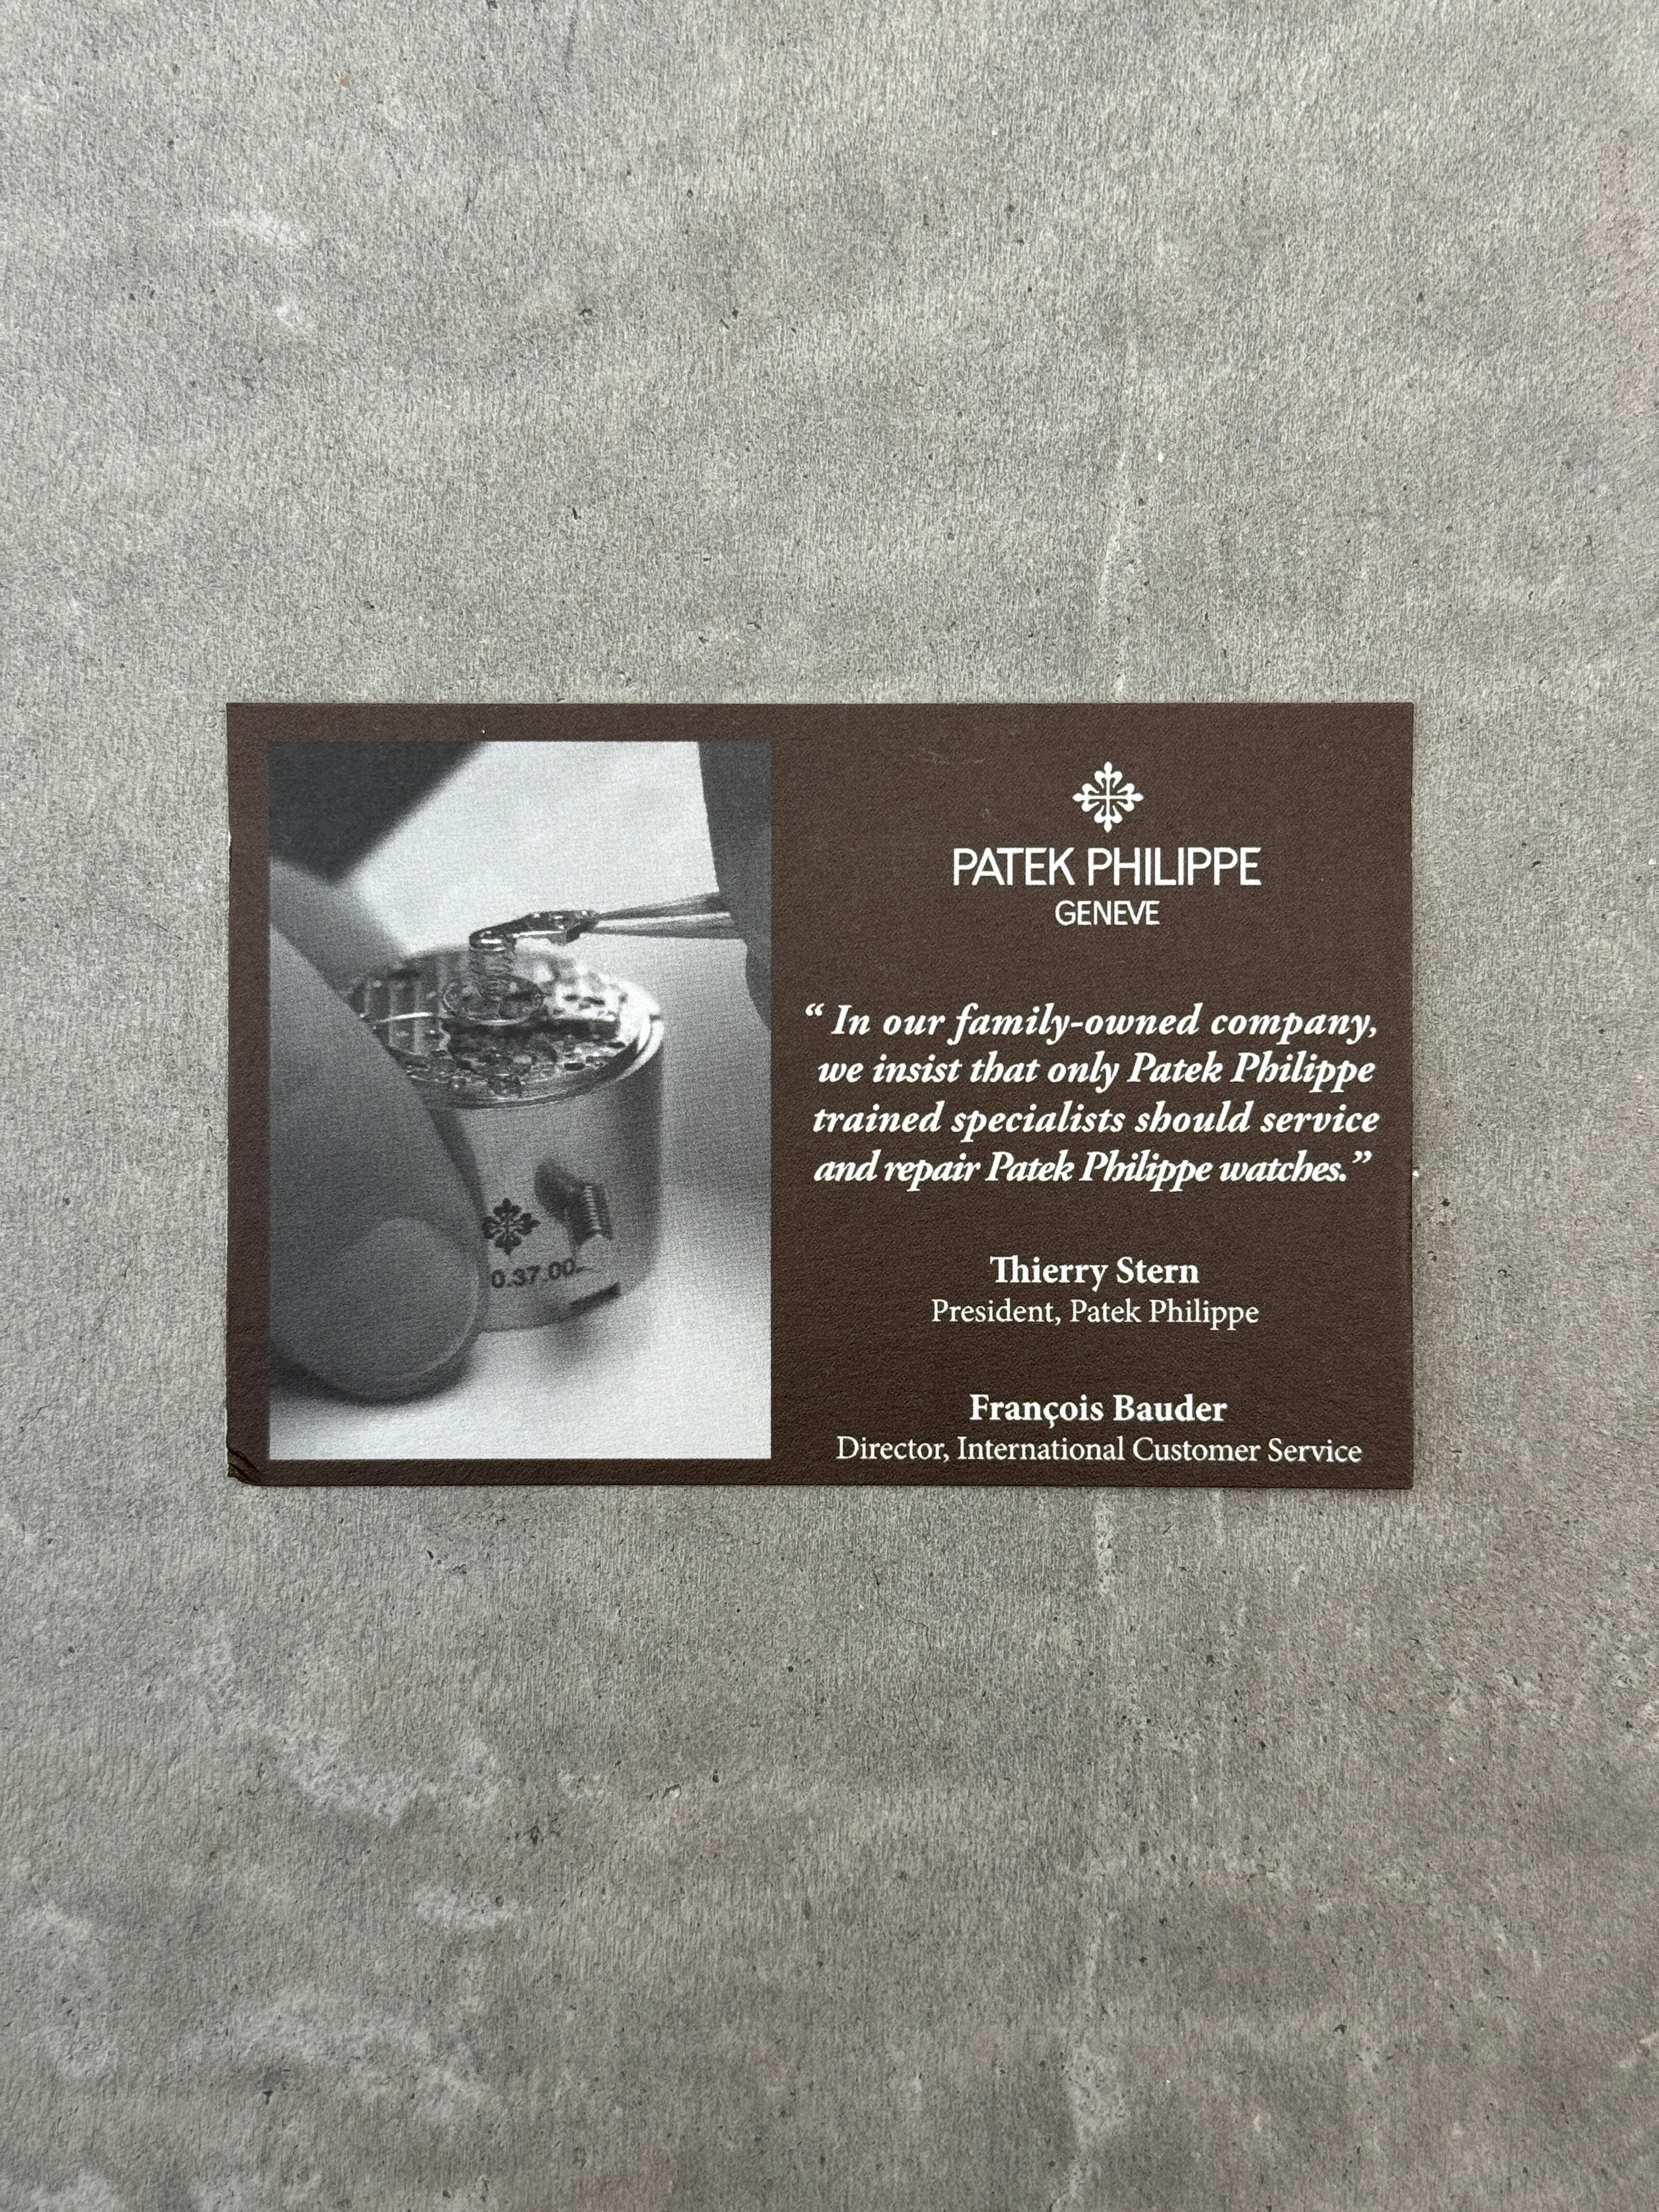 PATEK PHILIPPE
GENEVE
“ In our family-owned company,
we insist that only Patek Philippe
trained specialists should service
and repair Patek Philippe watches.”
Thierry Stern
President, Patek Philippe
François Bauder
Director, International Customer Service
0.37.00